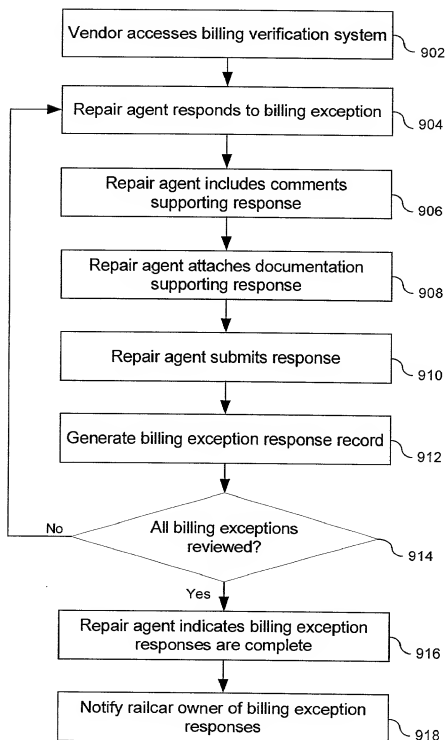 Vendor accesses billing verification system
902
Repair agent responds to billing exception
904
Repair agent includes comments
supporting response
906
Repair agent attaches documentation
supporting response
908
Repair agent submits response
910
Generate billing exception response record
912
No
All billing exceptions
reviewed?
914
Yes
Repair agent indicates billing exception
responses are complete
916
Notify railcar owner of billing exception
responses
918